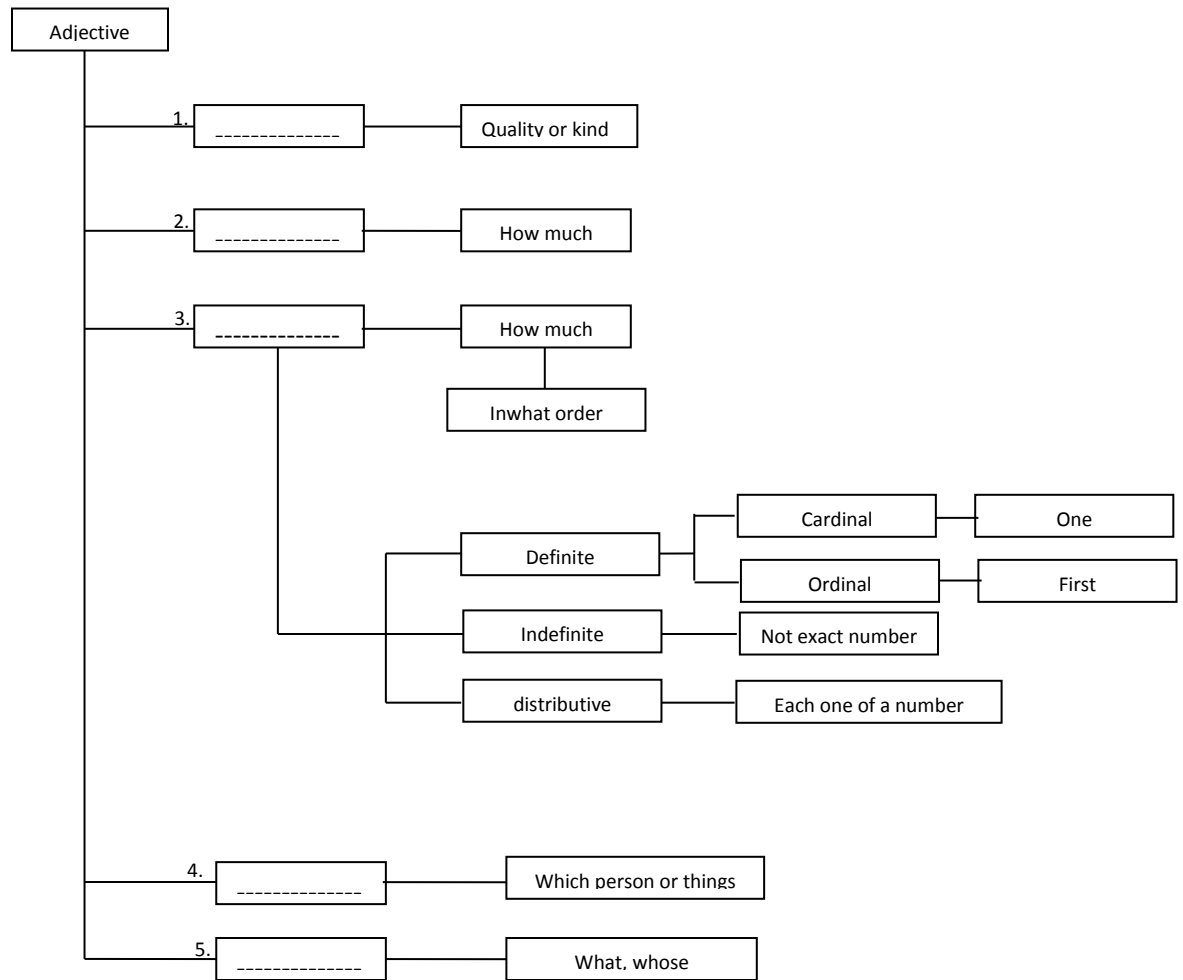 Adjective
1. ______________ Quality or kind
2. ______________ How much
3. ______________ How much
Inwhat order
Cardinal One
Definite
Ordinal First
Indefinite Not exact number
distributive Each one of a number
4. ______________ Which person or things
5. ______________ What, whose